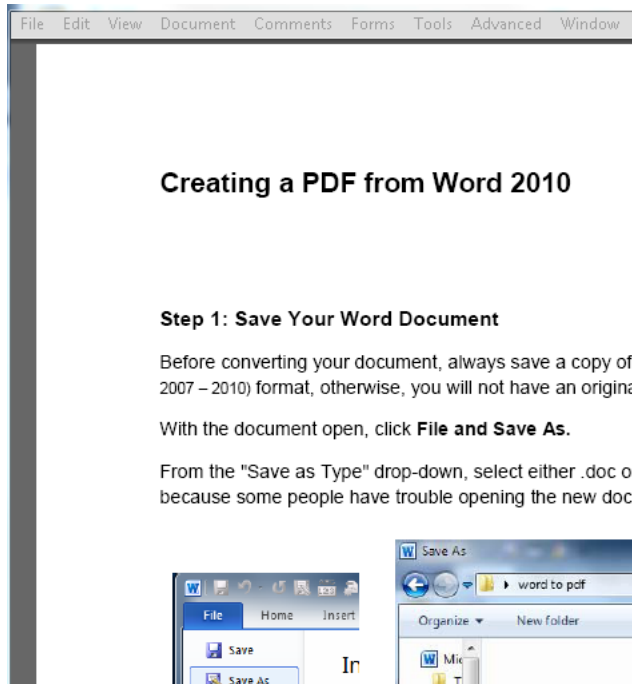 File Edit View Document Comments Forms Tools Advanced Window
Creating a PDF from Word 2010
Step 1: Save Your Word Document
Before converting your document, always save a copy of
2007 – 2010) format, otherwise, you will not have an origina
With the document open, click File and Save As.
From the "Save as Type" drop-down, select either .doc o
because some people have trouble opening the new doc
W Save As
word to pdf
W
File Home Insert
Organize New folder
Save
In
W Mic
Save As
T